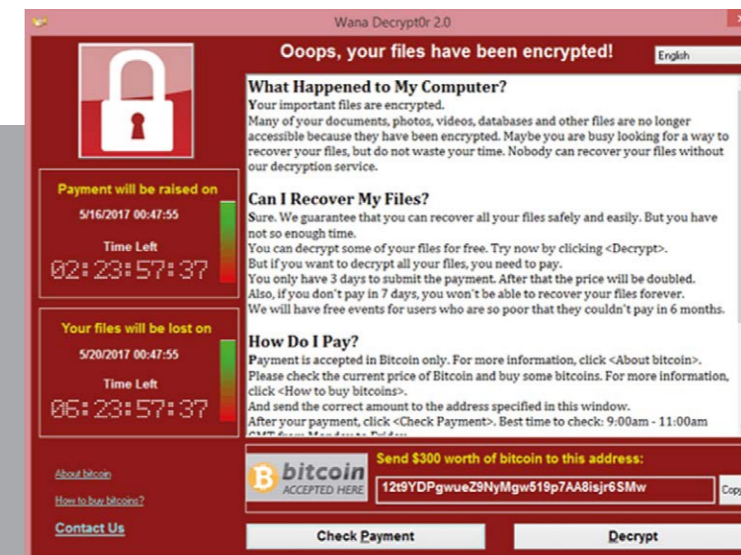 Wana Decrypt0r 2.0
Ooops, your files have been encrypted!
English
What Happened to My Computer?
Your important files are encrypted.
Many of your documents, photos, videos, databases and other files are no longer
accessible because they have been encrypted. Maybe you are busy looking for a way to
recover your files, but do not waste your time. Nobody can recover your files without
our decryption service.
Can I Recover My Files?
Sure. We guarantee that you can recover all your files safely and easily. But you have
not so enough time.
You can decrypt some of your files for free. Try now by clicking <Decrypt>.
But if you want to decrypt all your files, you need to pay.
You only have 3 days to submit the payment. After that the price will be doubled.
Also, if you don't pay in 7 days, you won't be able to recover your files forever.
We will have free events for users who are so poor that they couldn't pay in 6 months.
How Do I Pay?
Payment is accepted in Bitcoin only. For more information, click <About bitcoin>.
Please check the current price of Bitcoin and buy some bitcoins. For more information,
click <How to buy bitcoins>.
And send the correct amount to the address specified in this window.
After your payment, click <Check Payment>. Best time to check: 9:00am - 11:00am
GMT from Monday to Friday
Payment will be raised on
5/16/2017 00:47:55
Time Left
02:23:57:37
Your files will be lost on
5/20/2017 00:47:55
Time Left
06:23:57:37
About bitcoin
How to buy bitcoins?
Contact Us
bitcoin
ACCEPTED HERE
Send $300 worth of bitcoin to this address:
12t9YDPgwueZ9NyMgw519p7AA8isjr6SMw
Copy
Check Payment
Decrypt